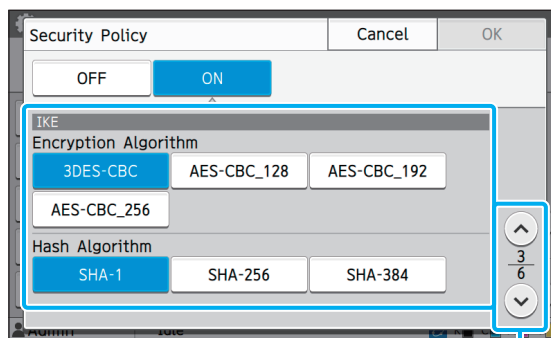 Security Policy Cancel OK
OFF ON
IKE
Encryption Algorithm
3DES-CBC AES-CBC_128 AES-CBC_192
AES-CBC_256
Hash Algorithm
SHA-1 SHA-256 SHA-384
3
6
Admin Idle